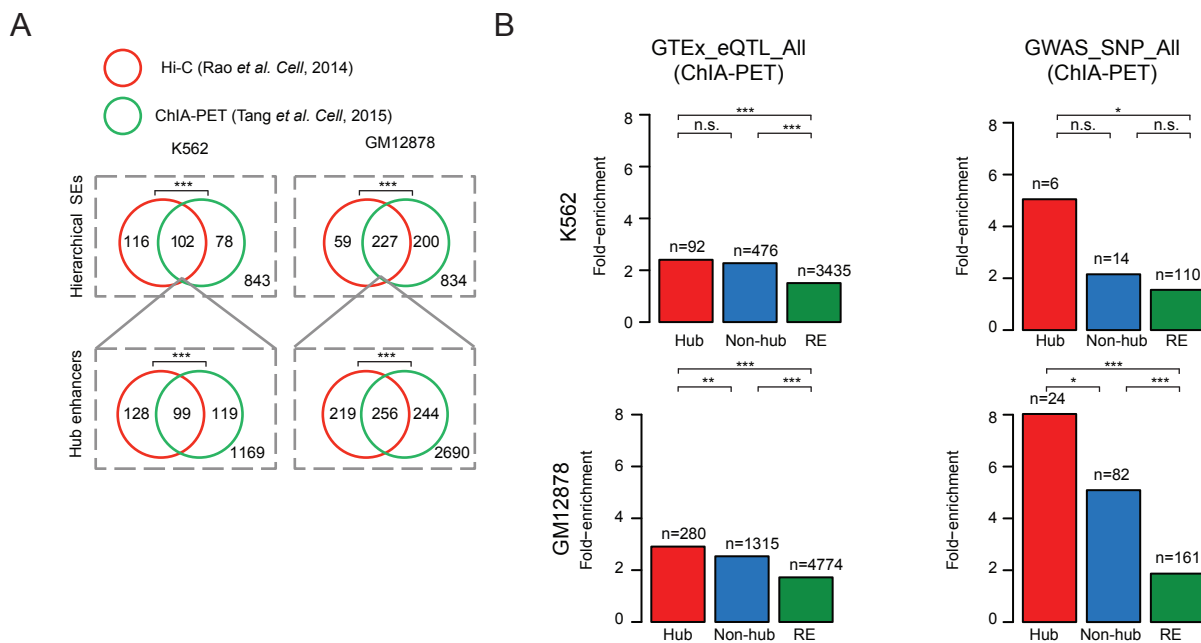 A
Hi-C (Rao et al. Cell, 2014)
ChIA-PET (Tang et al. Cell, 2015)
K562
GM12878
Hierarchical SEs
***
116 102 78
843
***
59 227 200
834
Hub enhancers
***
128 99 119
1169
***
219 256 244
2690
B
GTEx_eQTL_All
(ChIA-PET)
GWAS_SNP_All
(ChIA-PET)
K562
Fold-enrichment
8
6
4
2
0
***
n.s. ***
n=92 n=476 n=3435
Hub Non-hub RE
Fold-enrichment
8
6
4
2
0
*
n.s. n.s.
n=6
n=14
n=110
Hub Non-hub RE
GM12878
Fold-enrichment
8
6
4
2
0
***
** ***
n=280 n=1315 n=4774
Hub Non-hub RE
Fold-enrichment
8
6
4
2
0
***
* ***
n=24
n=82
n=161
Hub Non-hub RE